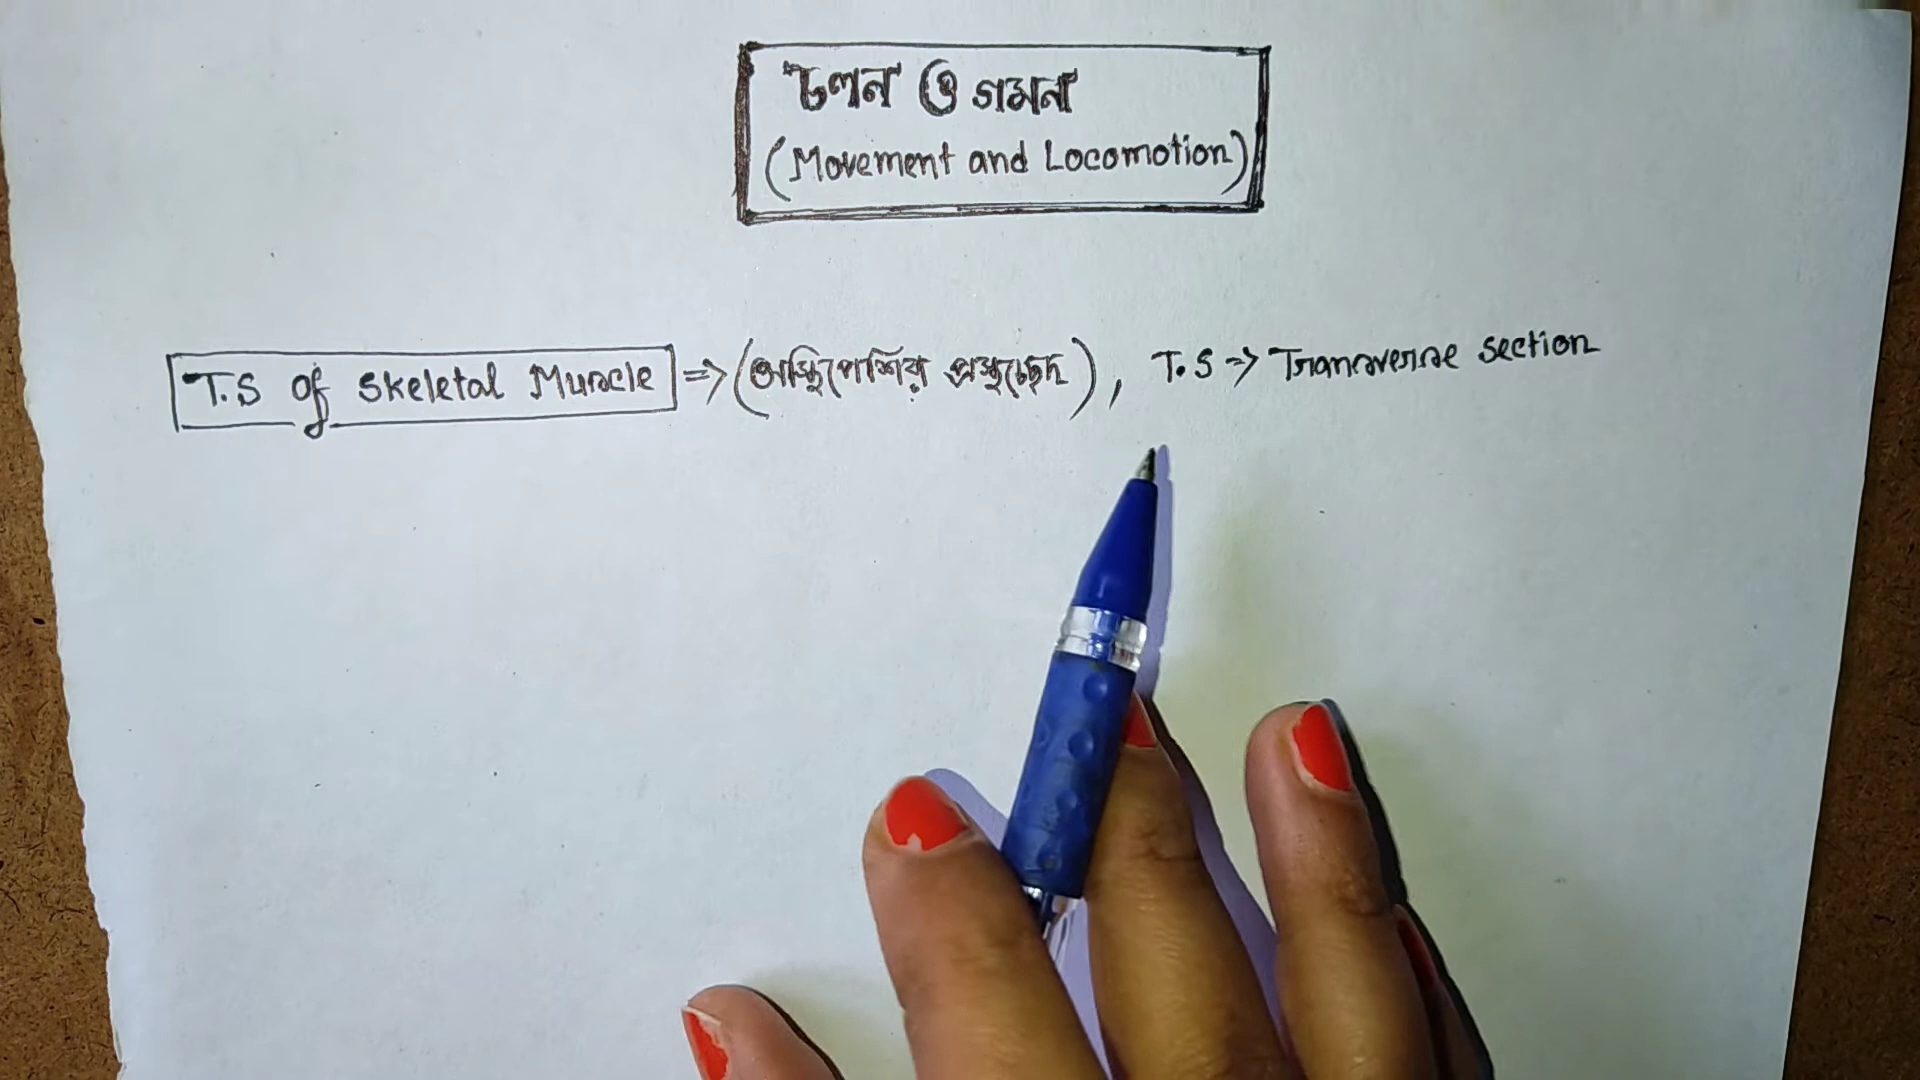 চলন ও গমন
(Movement and Locomotion)
T.S of Skeletal Muscle => (অস্থিপেশির প্রস্থচ্ছেদ), T.S => Transverse section